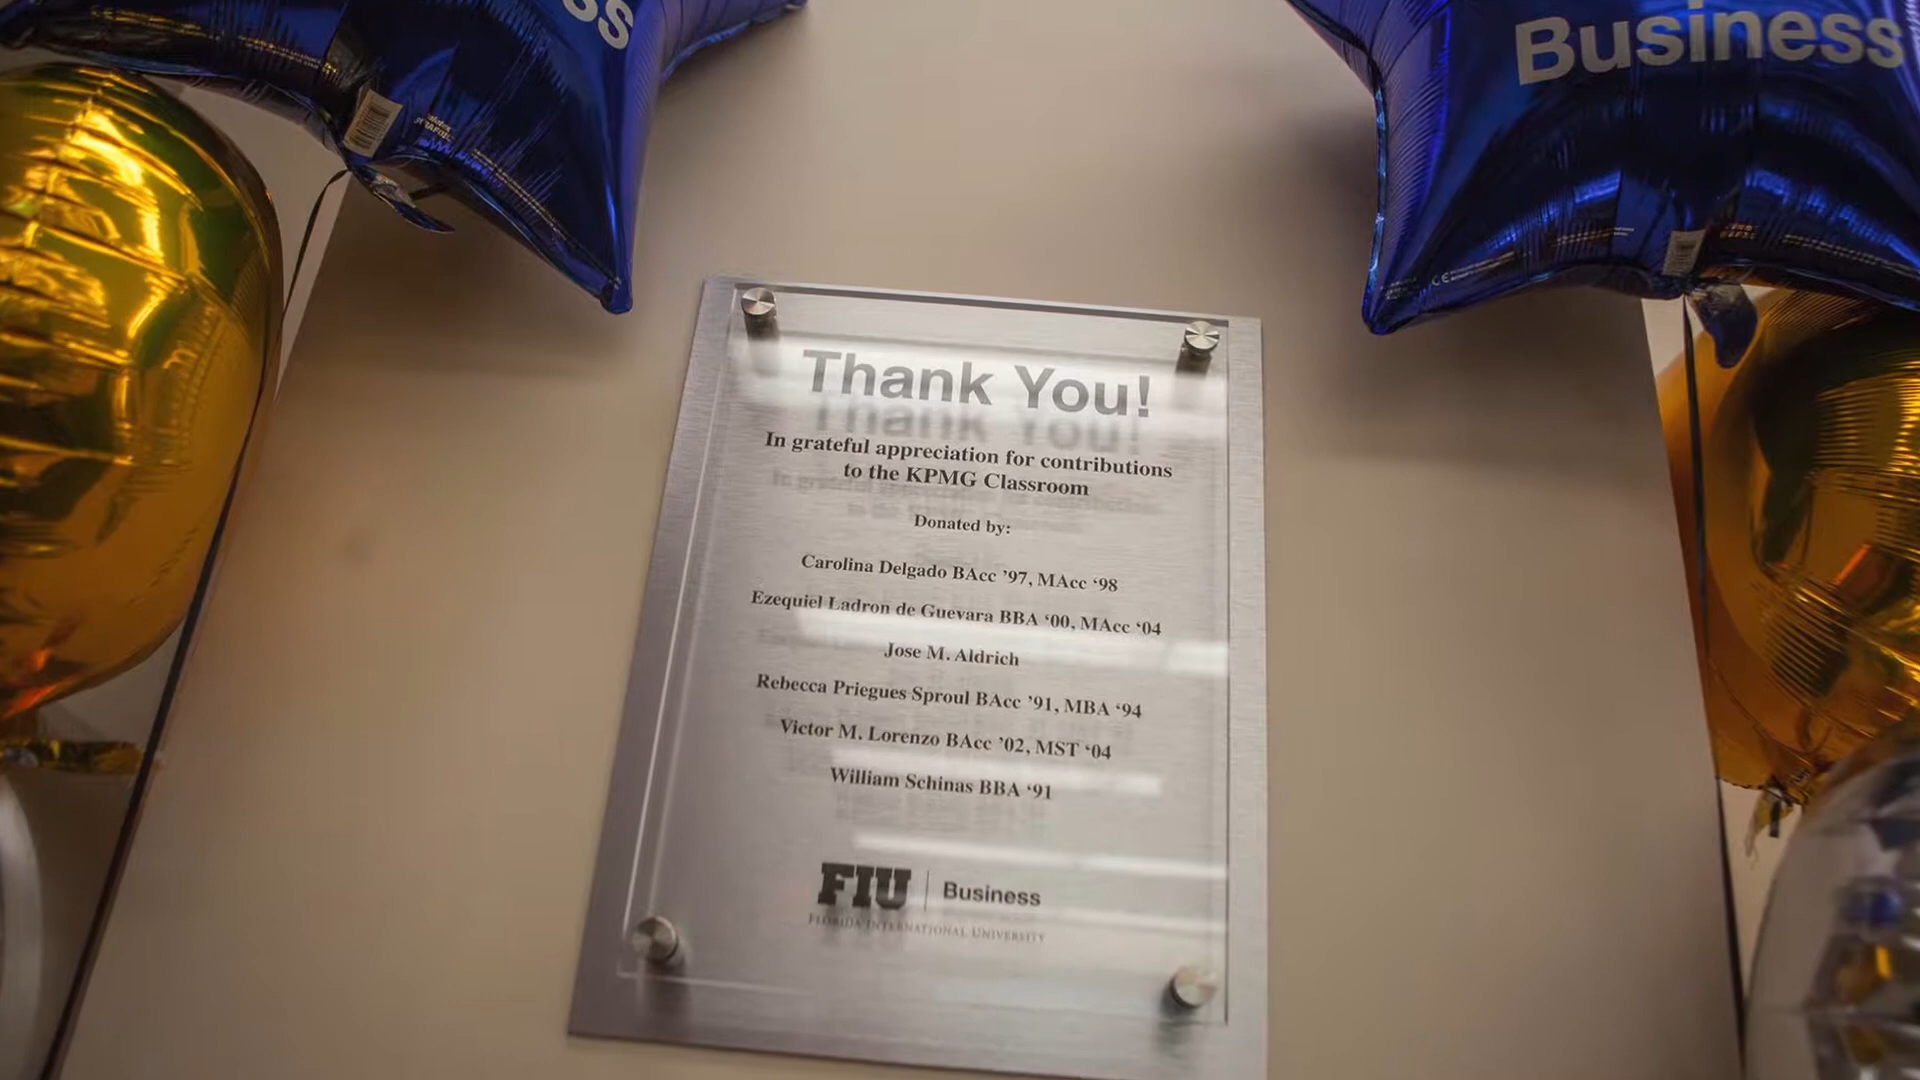 ss
Business
Thank You!
In grateful appreciation for contributions
to the KPMG Classroom
Donated by:
Carolina Delgado BAcc ’97, MAcc ‘98
Ezequiel Ladron de Guevara BBA ‘00, MAcc ‘04
Jose M. Aldrich
Rebecca Priegues Sproul BAcc ’91, MBA ‘94
Victor M. Lorenzo BAcc ’02, MST ‘04
William Schinas BBA ‘91
FIU | Business
FLORIDA INTERNATIONAL UNIVERSITY